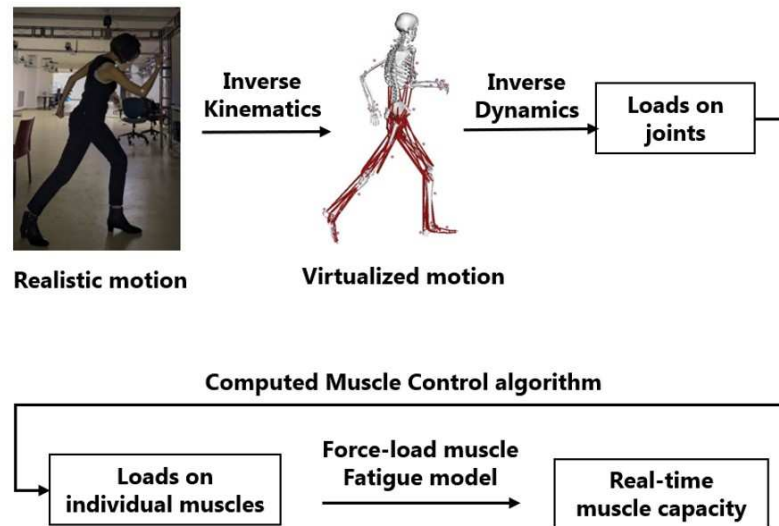 Inverse
Kinematics
Inverse
Dynamics
Loads on
joints
Realistic motion
Virtualized motion
Computed Muscle Control algorithm
Loads on
individual muscles
Force-load muscle
Fatigue model
Real-time
muscle capacity